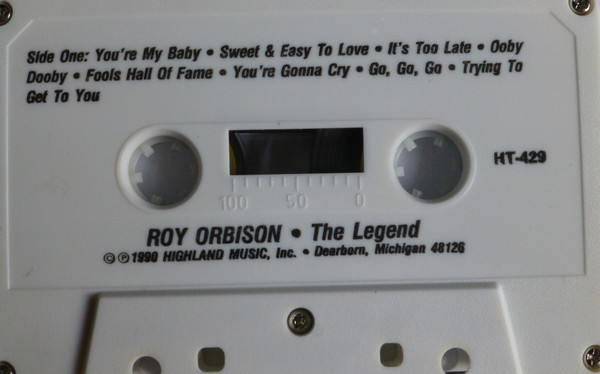 Side One: You're My Baby • Sweet & Easy To Love • It's Too Late • Ooby
Dooby • Fools Hall Of Fame • You're Gonna Cry • Go, Go, Go • Trying To
Get To You
HT-429
100 50 0
ROY ORBISON • The Legend
©℗1990 HIGHLAND MUSIC, Inc. • Dearborn, Michigan 48126